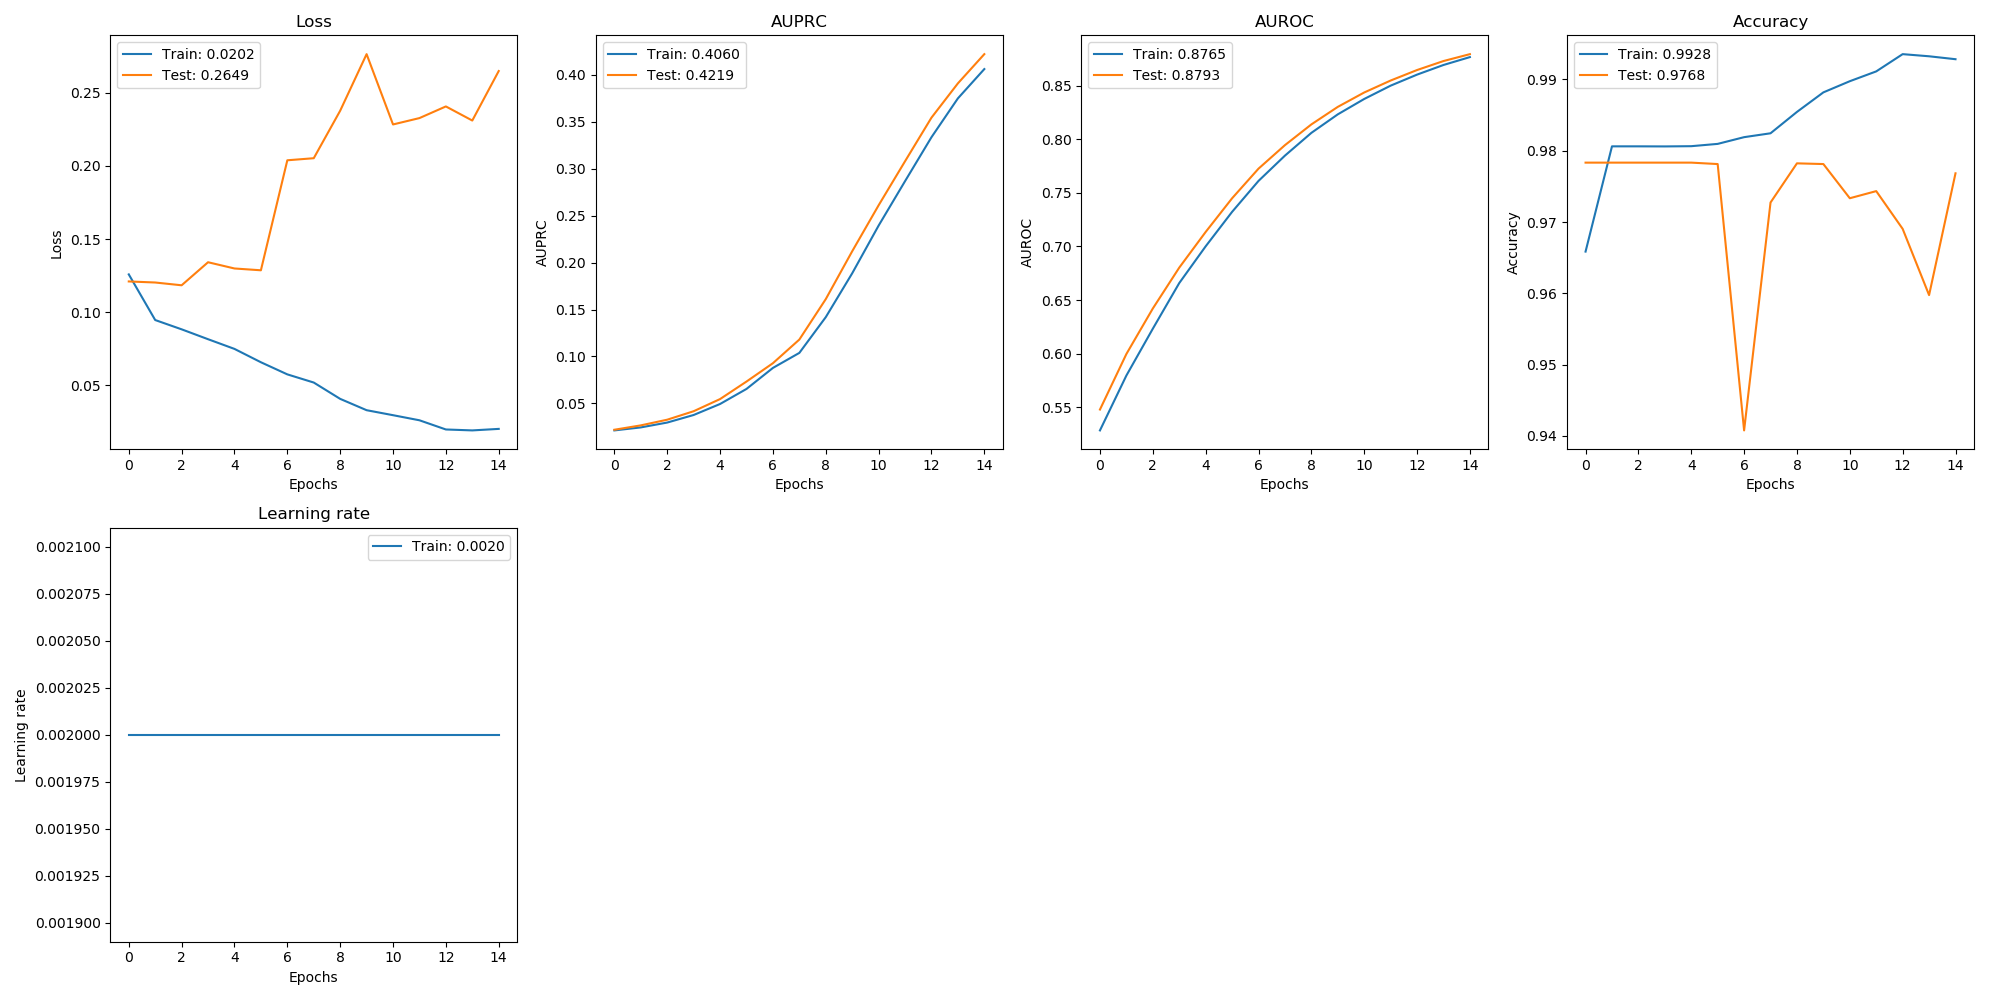 Loss
Train: 0.0202
Test: 0.2649
0.25
0.20
0.15
0.10
0.05
Loss
0 2 4 6 8 10 12 14
Epochs
AUPRC
Train: 0.4060
Test: 0.4219
0.40
0.35
0.30
0.25
0.20
0.15
0.10
0.05
AUPRC
0 2 4 6 8 10 12 14
Epochs
AUROC
Train: 0.8765
Test: 0.8793
0.85
0.80
0.75
0.70
0.65
0.60
0.55
AUROC
0 2 4 6 8 10 12 14
Epochs
Accuracy
Train: 0.9928
Test: 0.9768
0.99
0.98
0.97
0.96
0.95
0.94
Accuracy
0 2 4 6 8 10 12 14
Epochs
Learning rate
Train: 0.0020
0.002100
0.002075
0.002050
0.002025
0.002000
0.001975
0.001950
0.001925
0.001900
Learning rate
0 2 4 6 8 10 12 14
Epochs